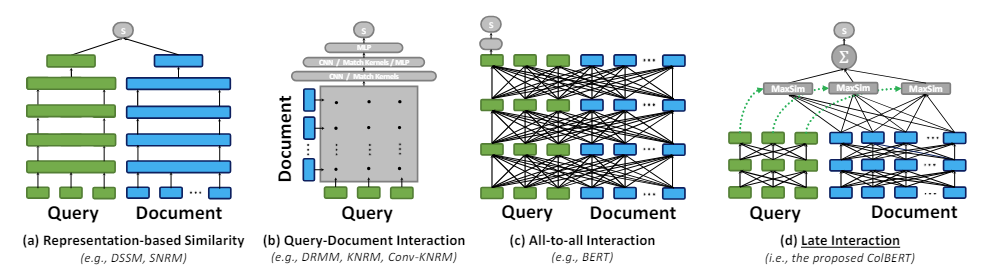 S
Query
Document
(a) Representation-based Similarity
(e.g., DSSM, SNRM)
S
MLP
CNN / Match Kernels / MLP
CNN / Match Kernels
Document
Query
(b) Query-Document Interaction
(e.g., DRMM, KNRM, Conv-KNRM)
S
Query
Document
(c) All-to-all Interaction
(e.g., BERT)
S
Σ
MaxSim
MaxSim
MaxSim
Query
Document
(d) Late Interaction
(i.e., the proposed ColBERT)